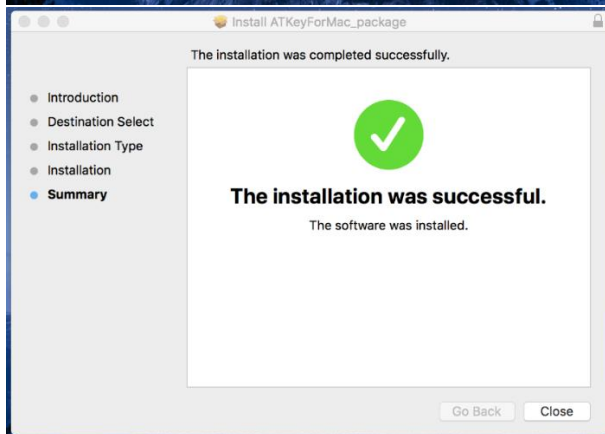 Install ATKeyForMac_package
The installation was completed successfully.
Introduction
Destination Select
Installation Type
Installation
Summary
The installation was successful.
The software was installed.
Go Back
Close